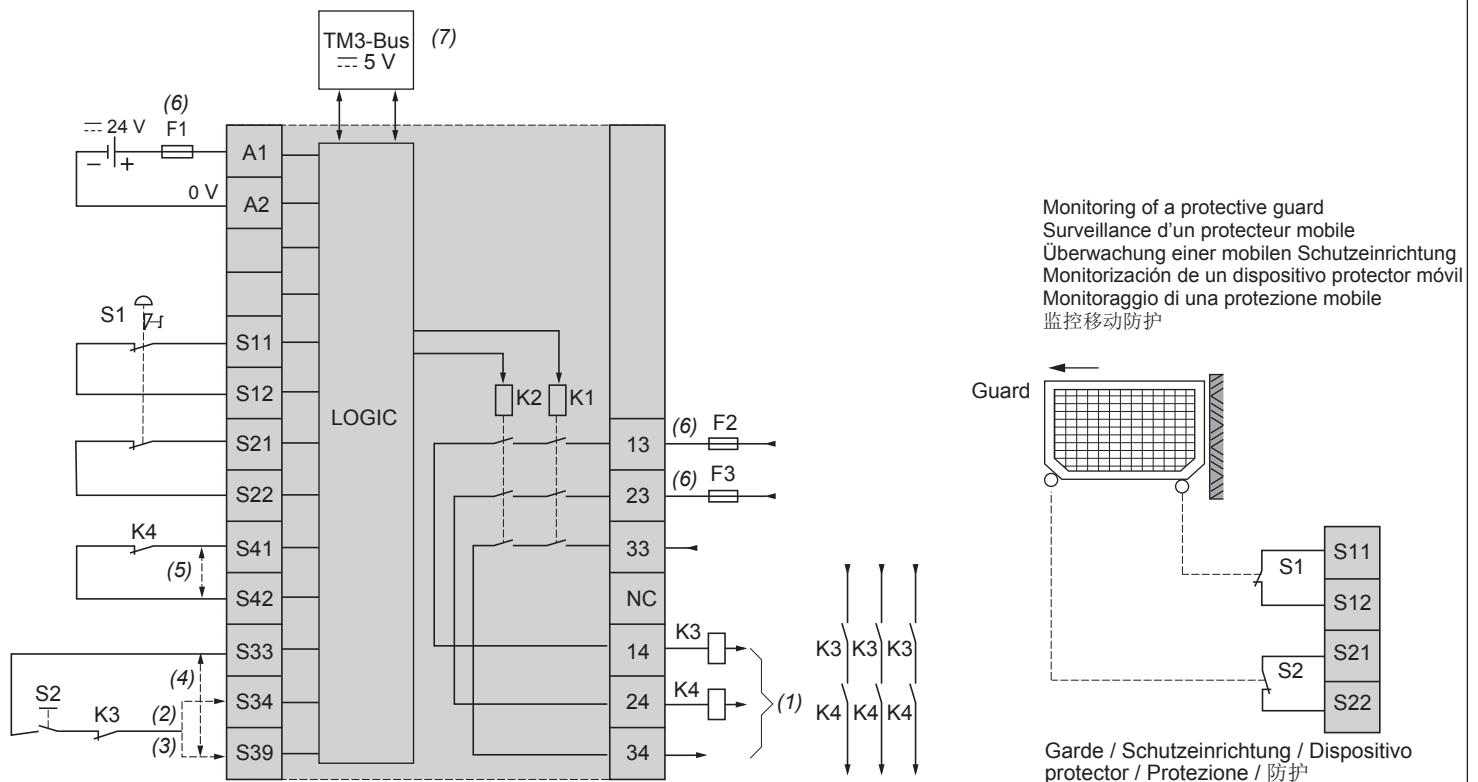 TM3-Bus (7)
⎓ 5 V
(6)
⎓ 24 V F1
− +
A1
0 V
A2
S1
S11
S12
S21
S22
K4
S41
(5)
S42
S33
(4)
S2
S34
K3 (2)
(3)
S39
LOGIC
K2 K1
(6) F2
13
(6) F3
23
33
NC
K3
14
K4
24
(1)
34
K3 K3 K3
K4 K4 K4
Monitoring of a protective guard
Surveillance d'un protecteur mobile
Überwachung einer mobilen Schutzeinrichtung
Monitorización de un dispositivo protector móvil
Monitoraggio di una protezione mobile
监控移动防护
Guard
S1
S11
S12
S2
S21
S22
Garde / Schutzeinrichtung / Dispositivo
protector / Protezione / 防护